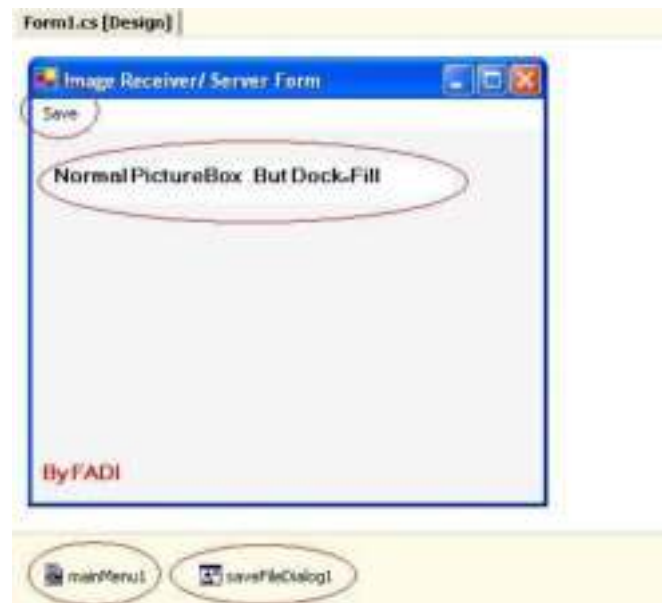 Form1.cs [Design]
Image Receiver/ Server Form
Save
Normal PictureBox But Dock=Fill
By FADI
mainMenu1
saveFileDialog1